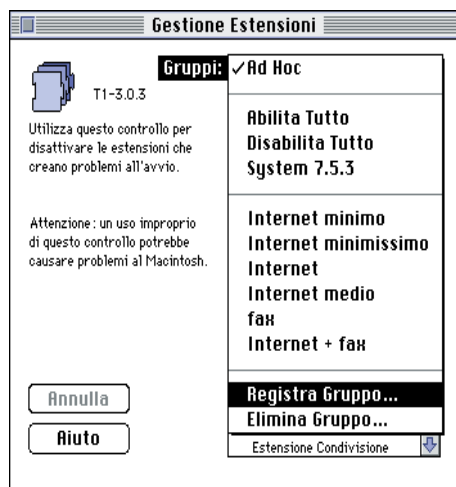 Gestione Estensioni
Gruppi:
✓Ad Hoc
T1-3.0.3
Utilizza questo controllo per
disattivare le estensioni che
creano problemi all'avvio.
Attenzione : un uso improprio
di questo controllo potrebbe
causare problemi al Macintosh.
Annulla
Aiuto
Abilita Tutto
Disabilita Tutto
System 7.5.3
Internet minimo
Internet minimissimo
Internet
Internet medio
fax
Internet + fax
Registra Gruppo...
Elimina Gruppo...
Estensione Condivisione